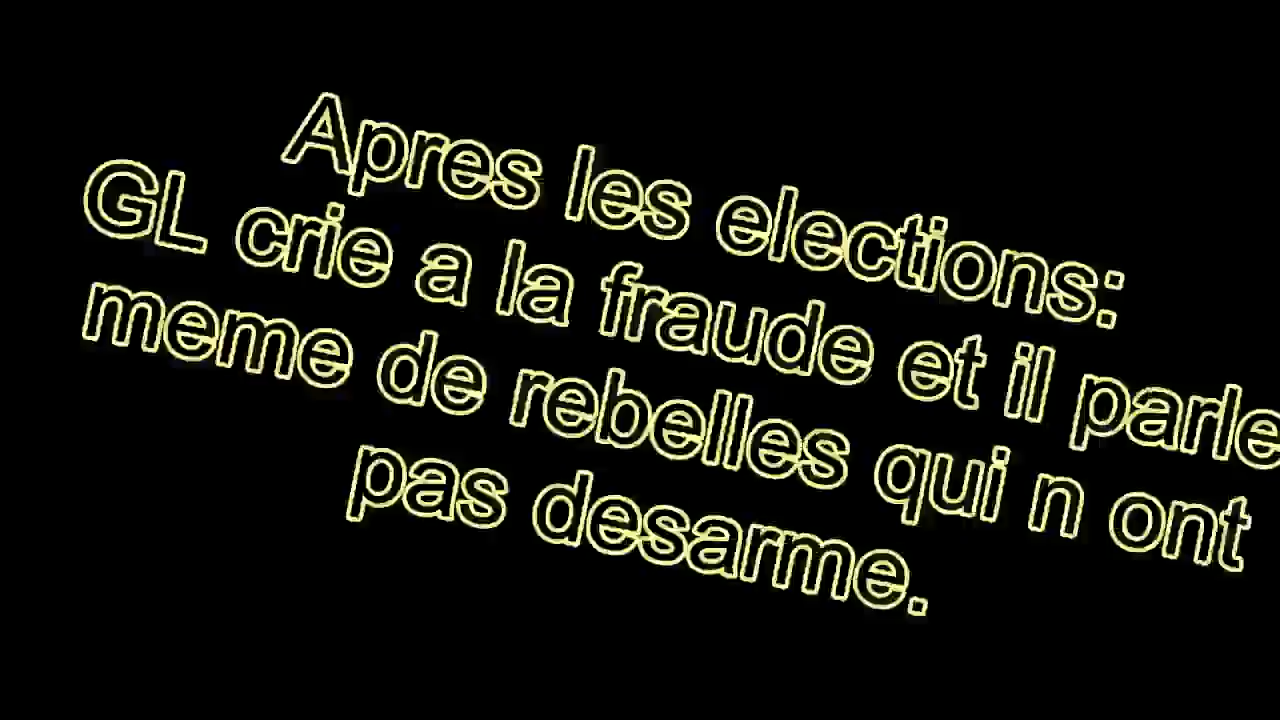 Apres les elections:
GL crie a la fraude et il parle
meme de rebelles qui n ont
pas desarme.